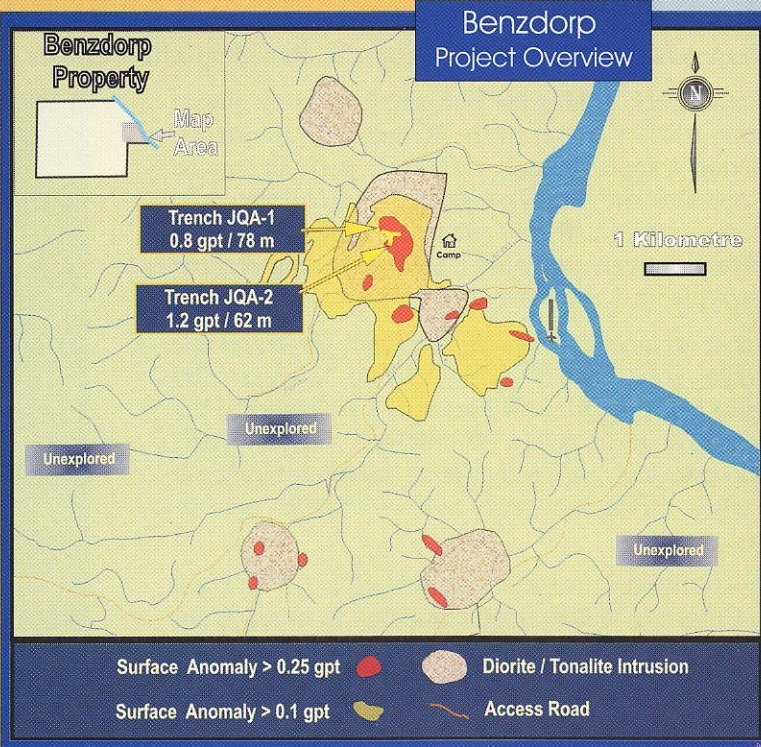 Benzdorp
Project Overview
Benzdorp
Property
Map
Area
N
Trench JQA-1
0.8 gpt / 78 m
1 Kilometre
Camp
Trench JQA-2
1.2 gpt / 62 m
Unexplored
Unexplored
Unexplored
Surface Anomaly > 0.25 gpt
Diorite / Tonalite Intrusion
Surface Anomaly > 0.1 gpt
Access Road